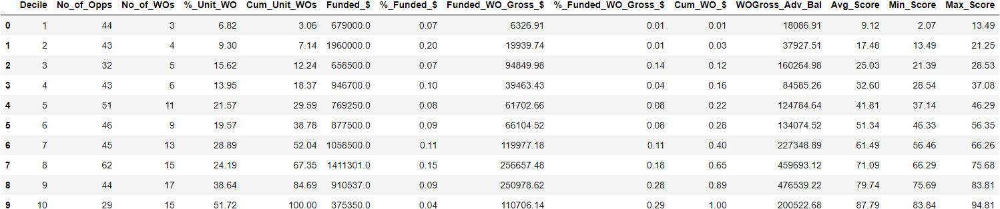 Decile No_of_Opps No_of_WOs %_Unit_WO Cum_Unit_WOs Funded_$ %_Funded_$ Funded_WO_Gross_$ %_Funded_WO_Gross_$ Cum_WO_$ WOGross_Adv_Bal Avg_Score Min_Score Max_Score
0 1 44 3 6.82 3.06 679000.0 0.07 6326.91 0.01 0.01 18086.91 9.12 2.07 13.49
1 2 43 4 9.30 7.14 1960000.0 0.20 19939.74 0.01 0.03 37927.51 17.48 13.49 21.25
2 3 32 5 15.62 12.24 658500.0 0.07 94849.98 0.14 0.12 160264.98 25.03 21.39 28.53
3 4 43 6 13.95 18.37 946700.0 0.10 39463.43 0.04 0.16 84585.26 32.60 28.54 37.08
4 5 51 11 21.57 29.59 769250.0 0.08 61702.66 0.08 0.22 124784.64 41.81 37.14 46.29
5 6 46 9 19.57 38.78 877500.0 0.09 66104.52 0.08 0.28 134074.52 51.34 46.33 56.35
6 7 45 13 28.89 52.04 1058500.0 0.11 119977.18 0.11 0.40 227348.89 61.49 56.46 66.26
7 8 62 15 24.19 67.35 1411301.0 0.15 256657.48 0.18 0.65 459693.12 71.09 66.29 75.68
8 9 44 17 38.64 84.69 910537.0 0.09 250978.62 0.28 0.89 476539.22 79.74 75.69 83.81
9 10 29 15 51.72 100.00 375350.0 0.04 110706.14 0.29 1.00 200522.68 87.79 83.84 94.81